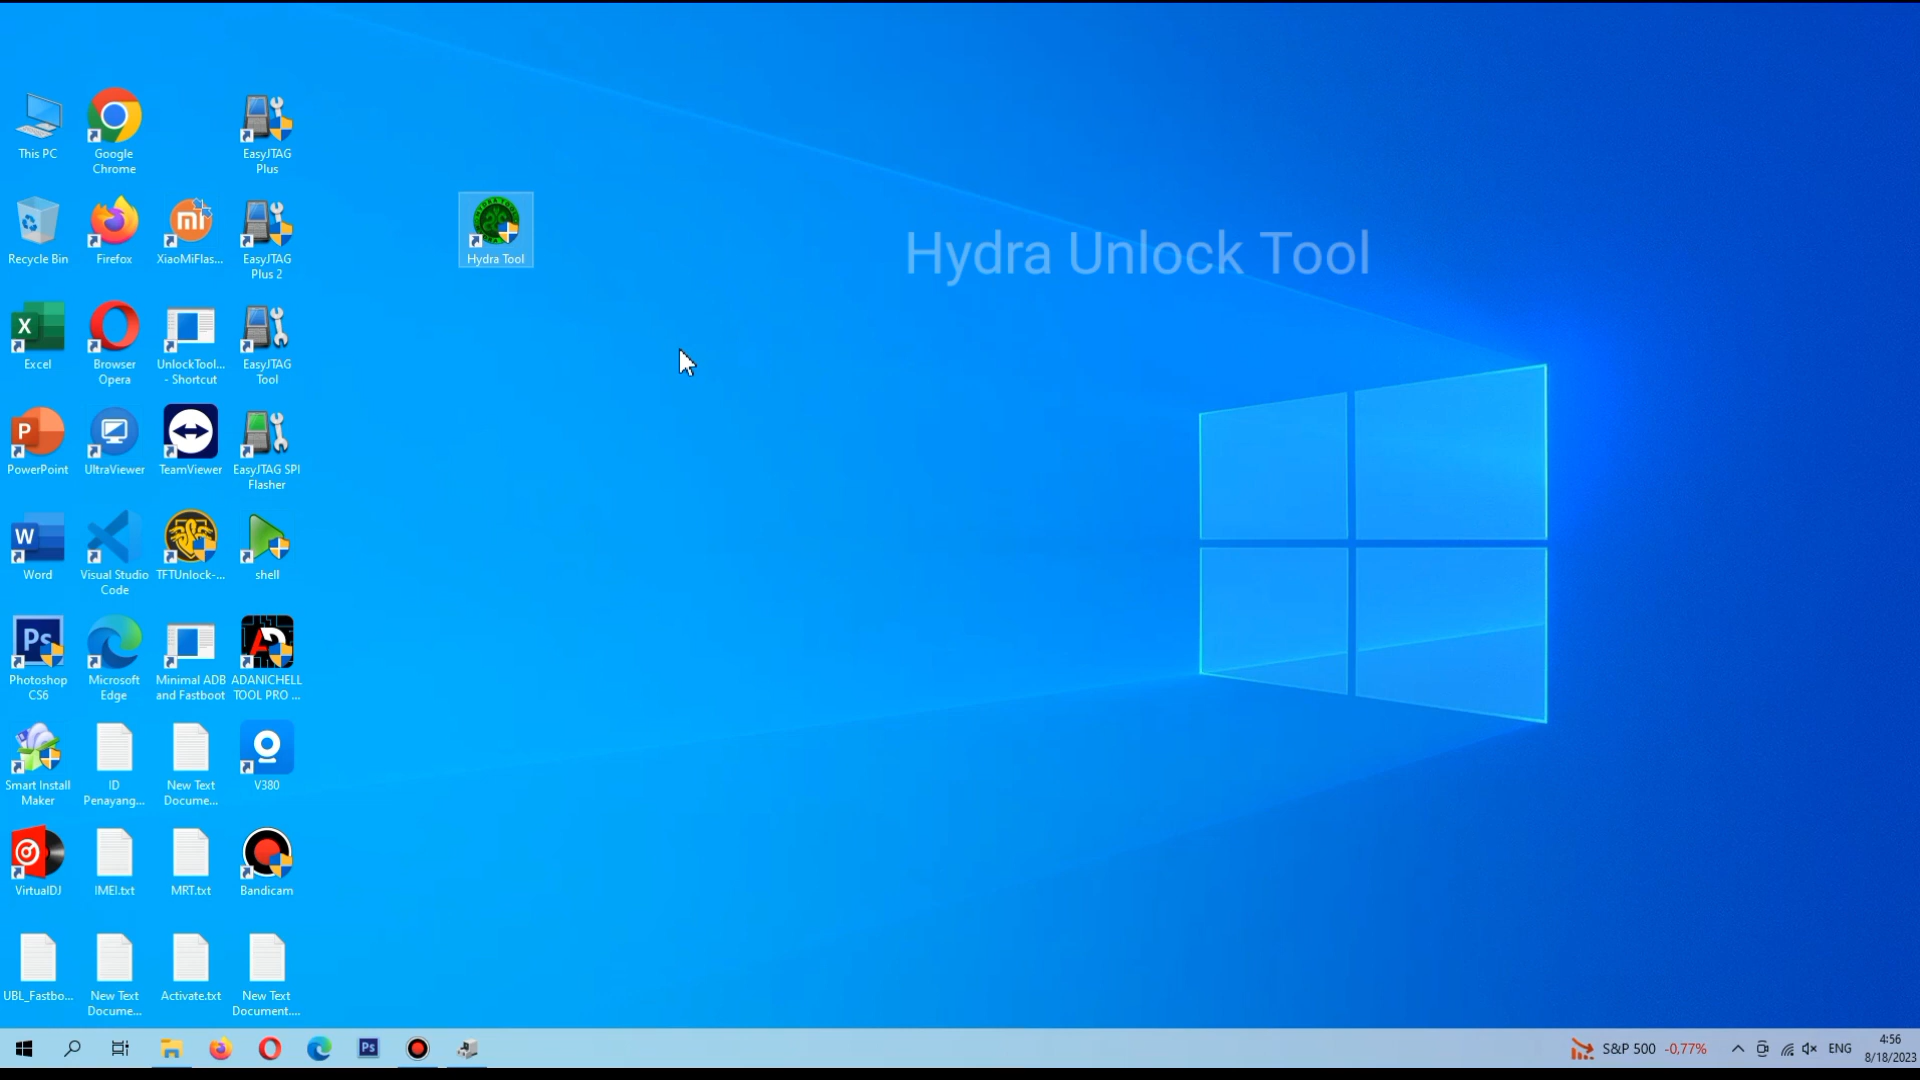 This PC
Google
Chrome
EasyJTAG
Plus
Recycle Bin
Firefox
XiaoMiFlas...
EasyJTAG
Plus 2
Hydra Tool
Hydra Unlock Tool
Excel
Browser
Opera
UnlockTool...
- Shortcut
EasyJTAG
Tool
PowerPoint
UltraViewer
TeamViewer
EasyJTAG SPI
Flasher
Word
Visual Studio
Code
TFTUnlock-...
shell
Photoshop
CS6
Microsoft
Edge
Minimal ADB
and Fastboot
ADANICHELL
TOOL PRO ...
Smart Install
Maker
ID
Penayang...
New Text
Docume...
V380
VirtualDJ
IMEI.txt
MRT.txt
Bandicam
UBL_Fastbo...
New Text
Docume...
Activate.txt
New Text
Document....
S&P 500 -0,77%
ENG
4:56
8/18/2023